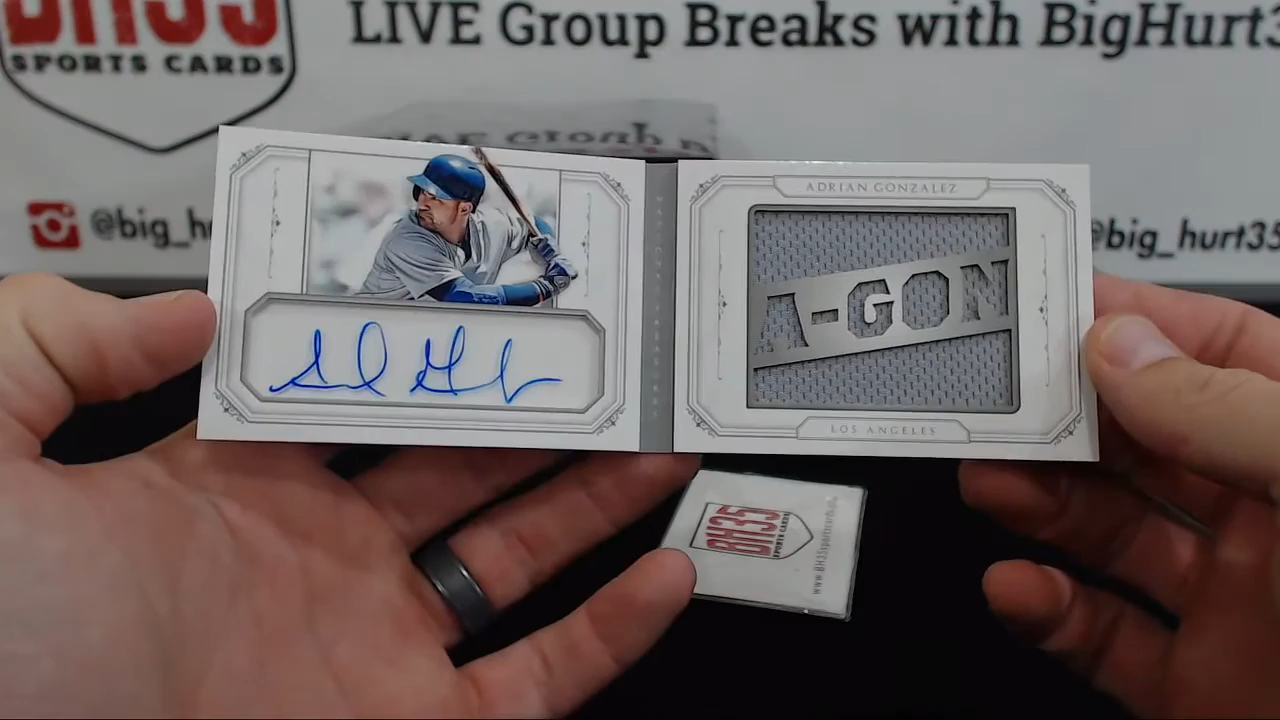 BH35
SPORTS CARDS
LIVE Group Breaks with BigHurt3
@big_h
@big_hurt35
ADRIAN GONZALEZ
A-GON
LOS ANGELES
BH35
SPORTS CARDS